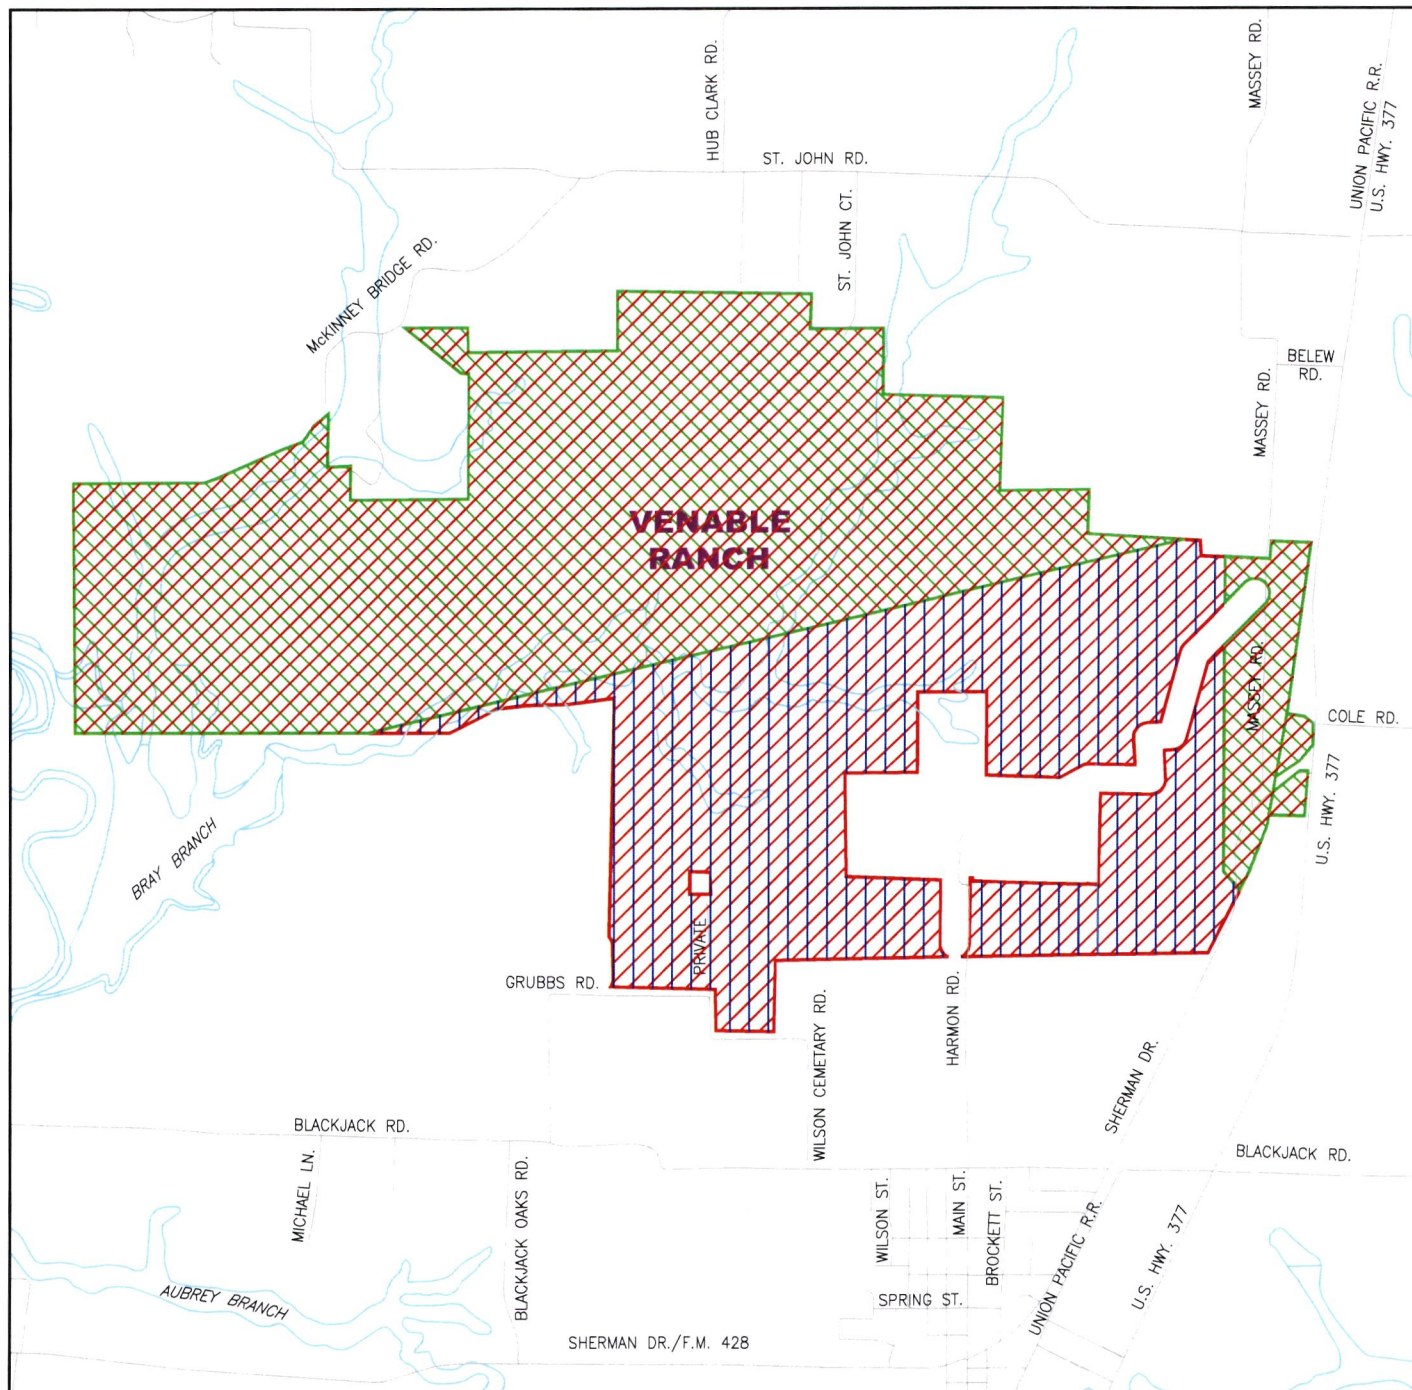 HUB CLARK RD.
MASSEY RD.
UNION PACIFIC R.R.
U.S. HWY. 377
ST. JOHN RD.
ST. JOHN CT.
McKINNEY BRIDGE RD.
BELEW
RD.
MASSEY RD.
VENABLE
RANCH
MASSEY RD.
COLE RD.
U.S. HWY. 377
BRAY BRANCH
PRIVATE
GRUBBS RD.
WILSON CEMETARY RD.
HARMON RD.
SHERMAN DR.
BLACKJACK RD.
BLACKJACK RD.
MICHAEL LN.
BLACKJACK OAKS RD.
WILSON ST.
MAIN ST.
BROCKETT ST.
UNION PACIFIC R.R.
U.S. HWY. 377
AUBREY BRANCH
SPRING ST.
SHERMAN DR./F.M. 428